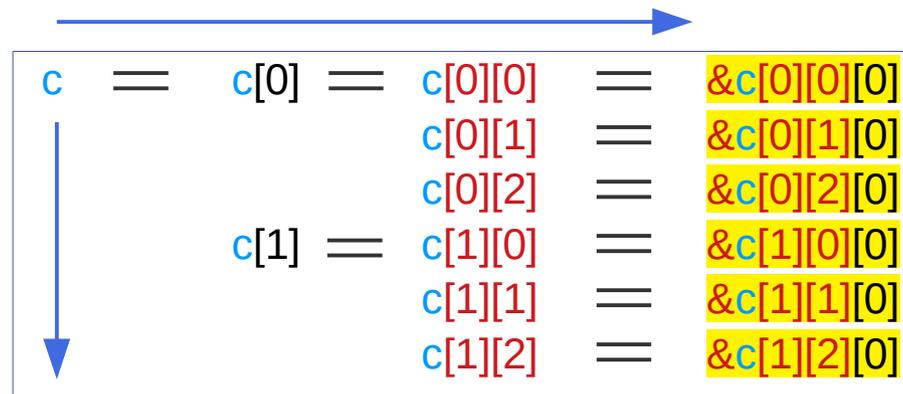 c = c[0] = c[0][0] = &c[0][0][0]
c[0][1] = &c[0][1][0]
c[0][2] = &c[0][2][0]
c[1] = c[1][0] = &c[1][0][0]
c[1][1] = &c[1][1][0]
c[1][2] = &c[1][2][0]